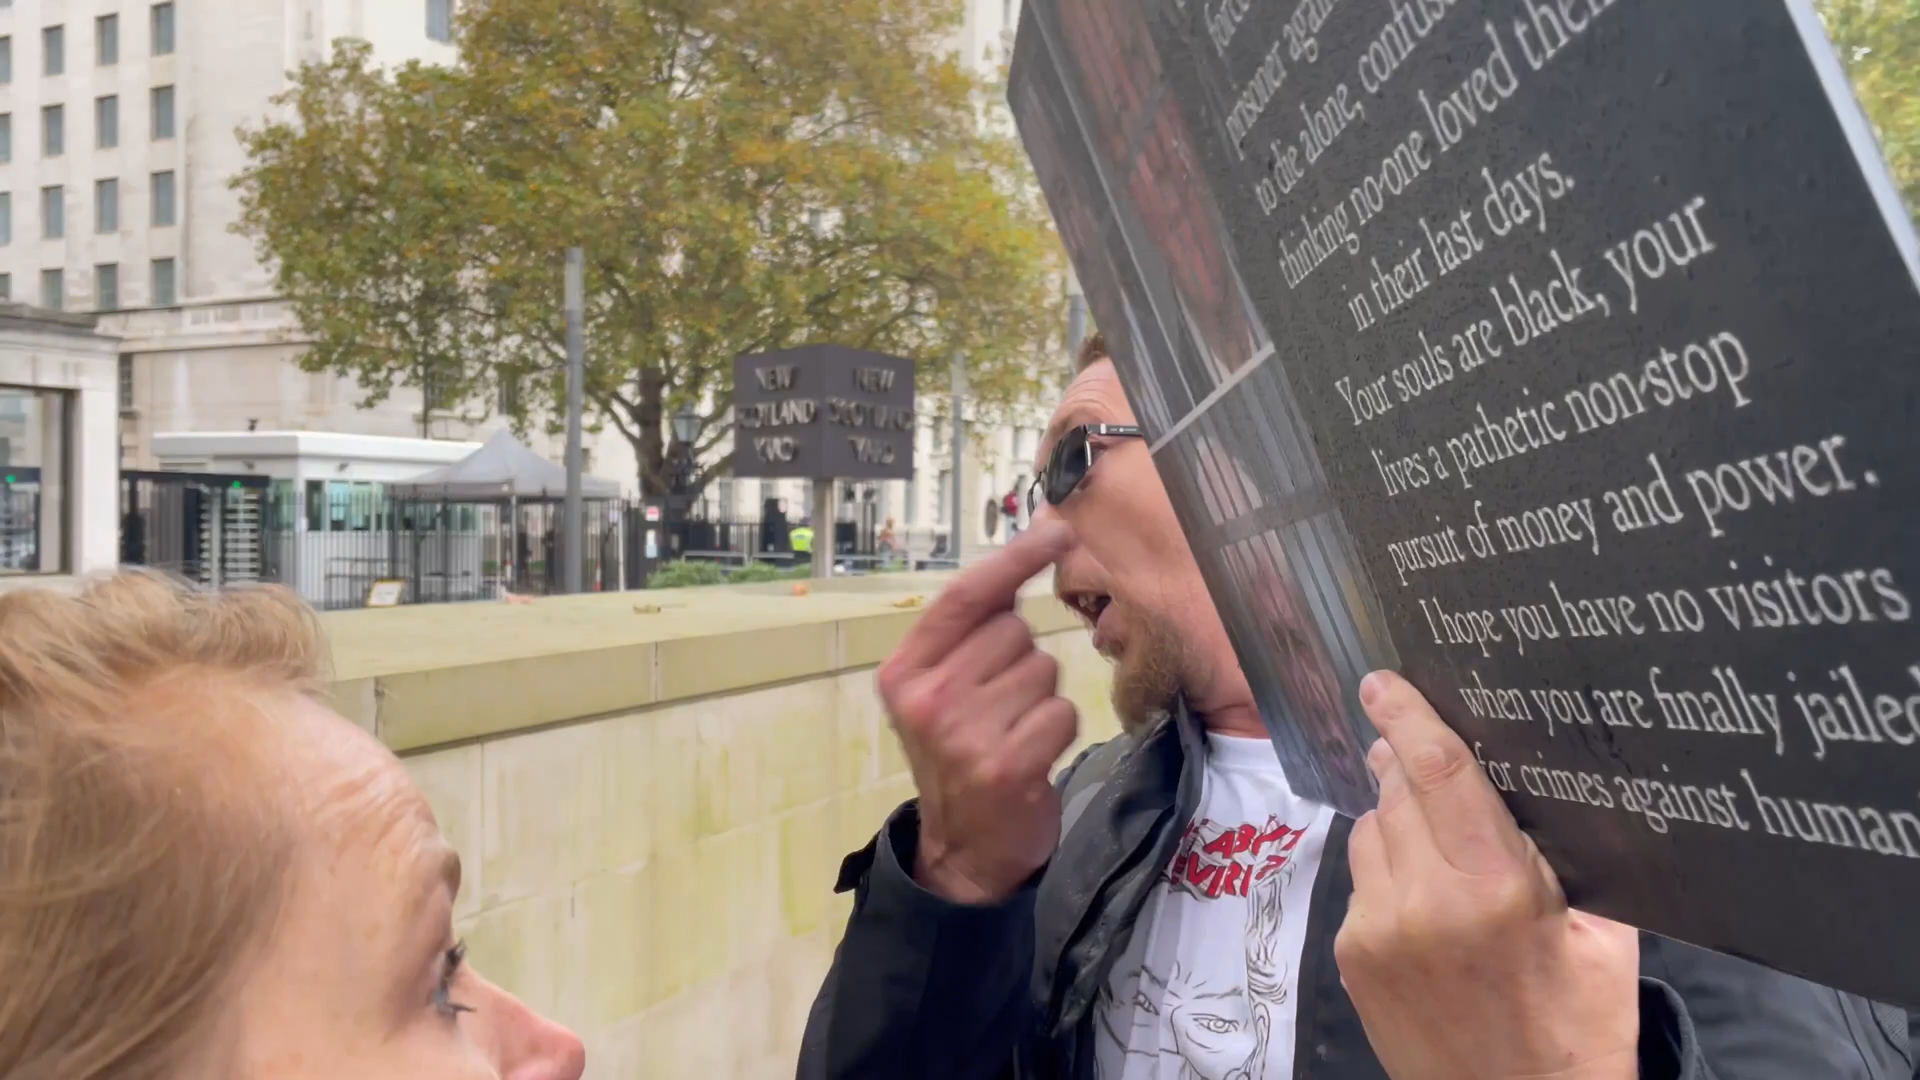 NEW
SCOTLAND
YARD
NEW
SCOTLAND
YARD
prisoner again
to die alone, confus
thinking no-one loved them
in their last days.
Your souls are black, your
lives a pathetic non-stop
pursuit of money and power.
I hope you have no visitors
when you are finally jailed
for crimes against human